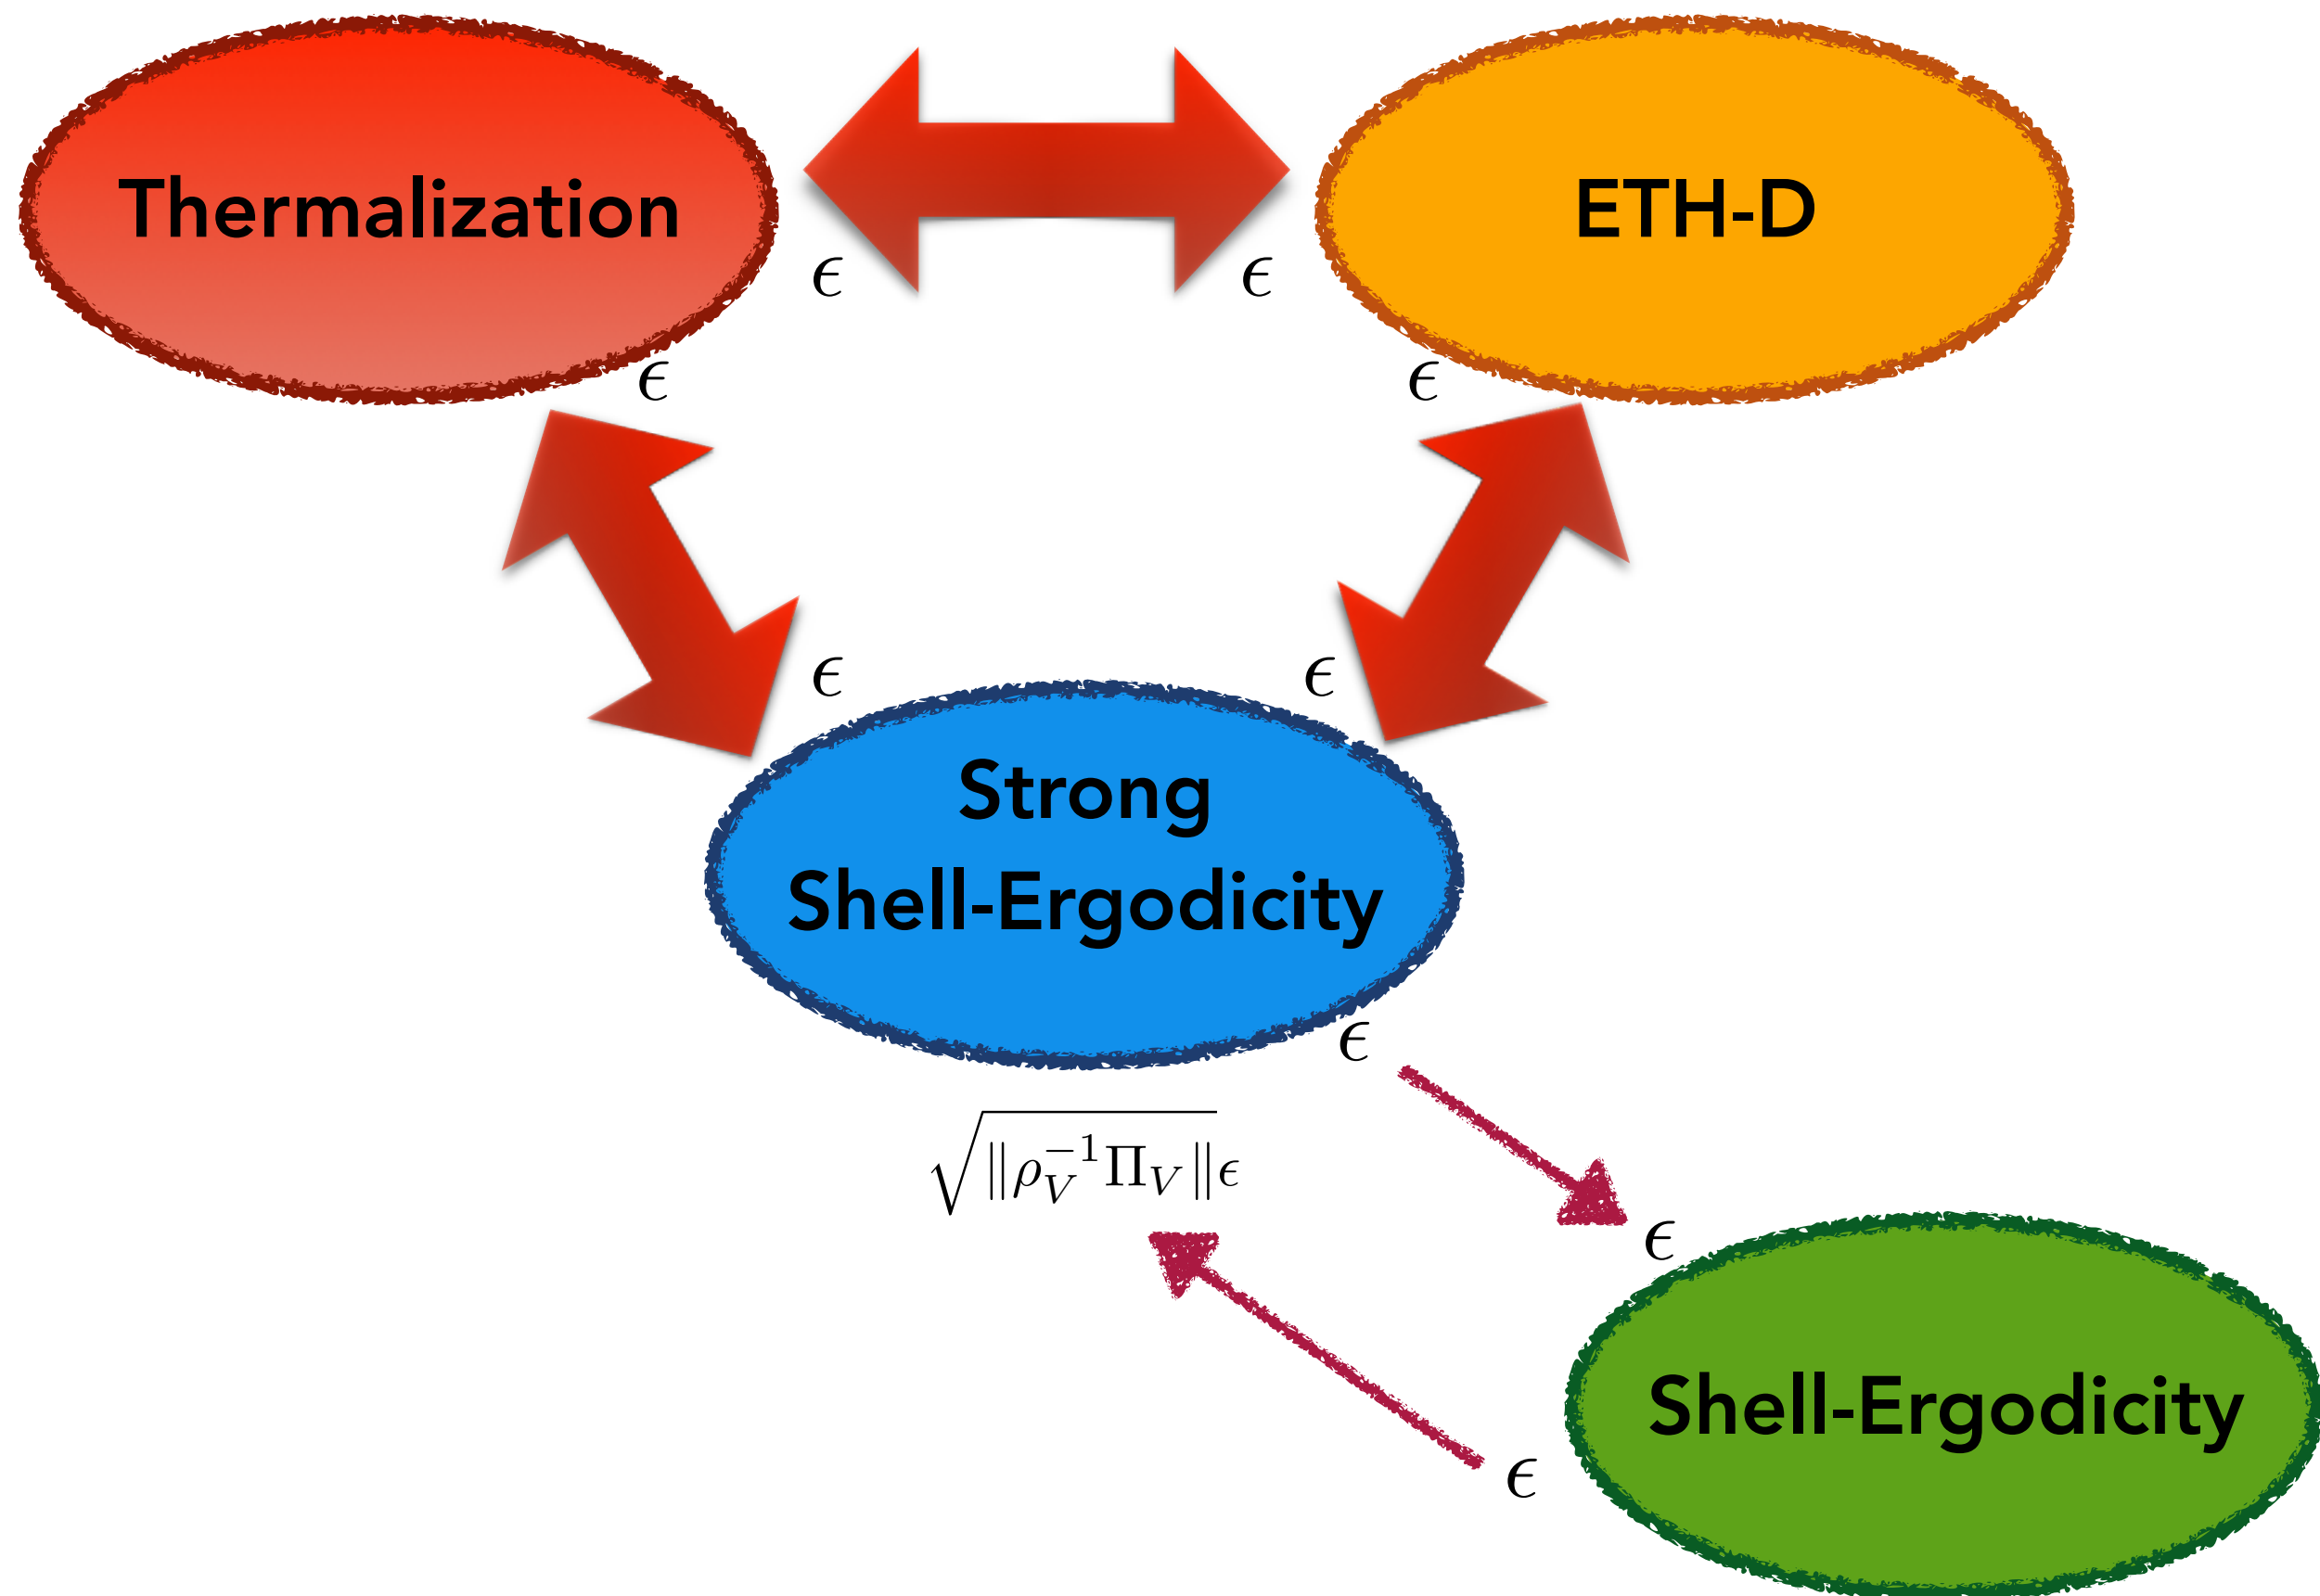 Thermalization
ETH-D
ϵ
ϵ
ϵ
ϵ
ϵ
ϵ
Strong
Shell-Ergodicity
ϵ
√‖ρ_V^{-1}Π_V‖ϵ
ϵ
Shell-Ergodicity
ϵ